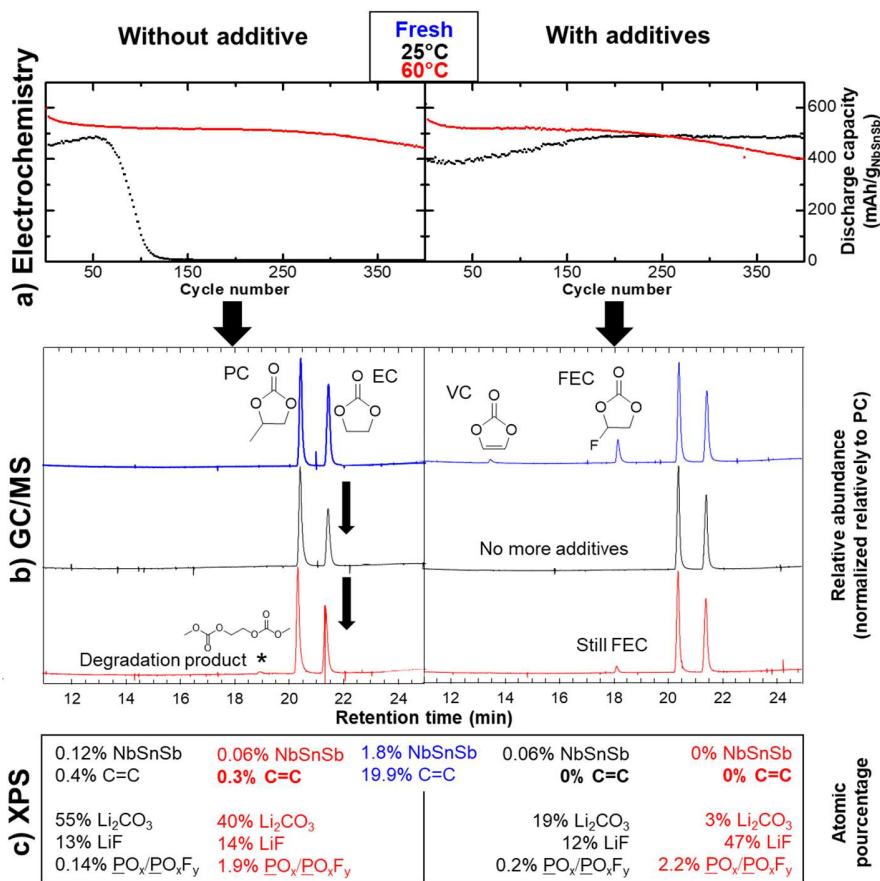 Without additive
Fresh
25°C
60°C
With additives
a) Electrochemistry
600
400
200
0
Discharge capacity
(mAh/gNbSnSb)
50 150 250 350
Cycle number
50 150 250 350
Cycle number
b) GC/MS
PC
O
O
O
EC
O
O
O
VC
O
O
O
FEC
O
O
O
F
No more additives
O
O
O
O
O
O
Degradation product *
Still FEC
12 14 16 18 20 22 24
12 14 16 18 20 22 24
Retention time (min)
Relative abundance
(normalized relatively to PC)
c) XPS
0.12% NbSnSb
0.4% C=C
55% Li₂CO₃
13% LiF
0.14% POₓ/POₓFᵧ
0.06% NbSnSb
0.3% C=C
40% Li₂CO₃
14% LiF
1.9% POₓ/POₓFᵧ
1.8% NbSnSb
19.9% C=C
0.06% NbSnSb
0% C=C
19% Li₂CO₃
12% LiF
0.2% POₓ/POₓFᵧ
0% NbSnSb
0% C=C
3% Li₂CO₃
47% LiF
2.2% POₓ/POₓFᵧ
Atomic
pourcentage